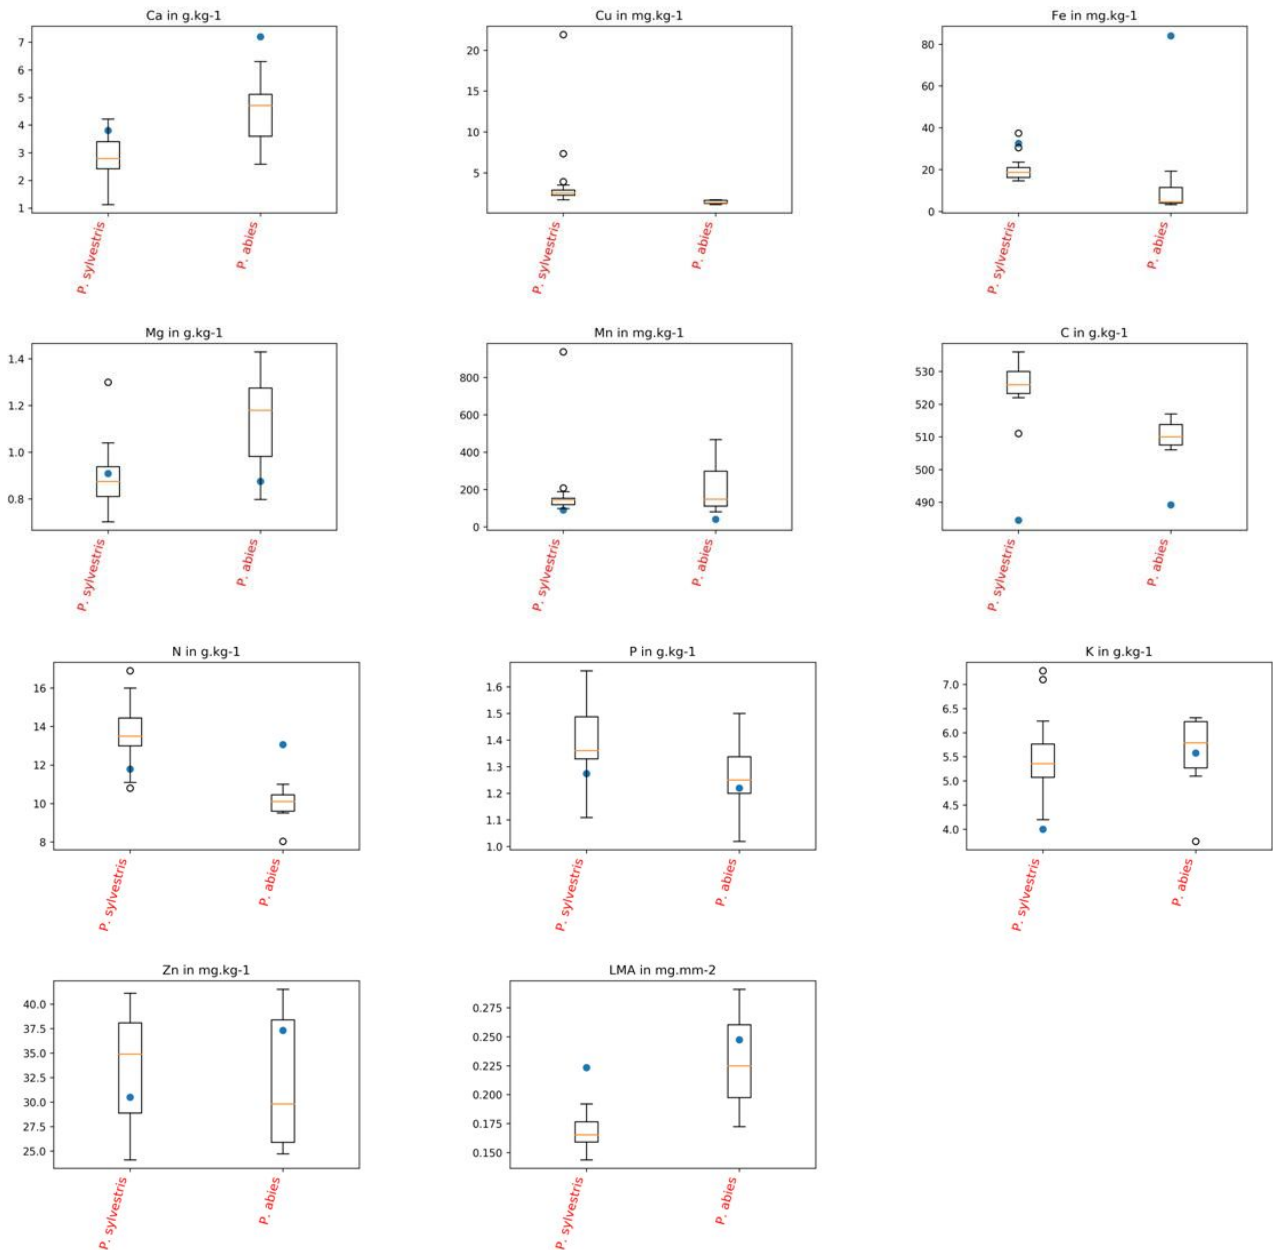 Ca in g.kg-1
7
6
5
4
3
2
1
P. sylvestris
P. abies
Cu in mg.kg-1
20
15
10
5
P. sylvestris
P. abies
Fe in mg.kg-1
80
60
40
20
0
P. sylvestris
P. abies
Mg in g.kg-1
1.4
1.2
1.0
0.8
P. sylvestris
P. abies
Mn in mg.kg-1
800
600
400
200
0
P. sylvestris
P. abies
C in g.kg-1
530
520
510
500
490
P. sylvestris
P. abies
N in g.kg-1
16
14
12
10
8
P. sylvestris
P. abies
P in g.kg-1
1.6
1.5
1.4
1.3
1.2
1.1
1.0
P. sylvestris
P. abies
K in g.kg-1
7.0
6.5
6.0
5.5
5.0
4.5
4.0
P. sylvestris
P. abies
Zn in mg.kg-1
40.0
37.5
35.0
32.5
30.0
27.5
25.0
P. sylvestris
P. abies
LMA in mg.mm-2
0.275
0.250
0.225
0.200
0.175
0.150
P. sylvestris
P. abies